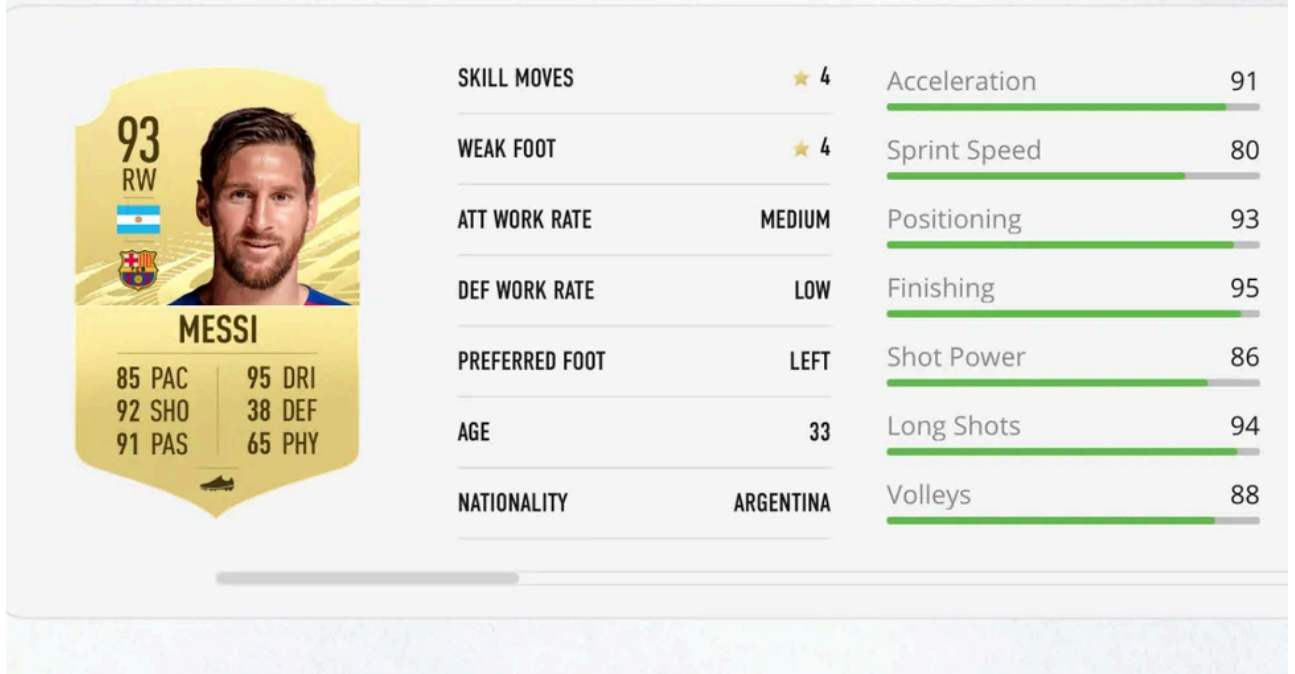 93
RW
MESSI
85 PAC
95 DRI
92 SHO
38 DEF
91 PAS
65 PHY
SKILL MOVES 4
WEAK FOOT 4
ATT WORK RATE MEDIUM
DEF WORK RATE LOW
PREFERRED FOOT LEFT
AGE 33
NATIONALITY ARGENTINA
Acceleration 91
Sprint Speed 80
Positioning 93
Finishing 95
Shot Power 86
Long Shots 94
Volleys 88